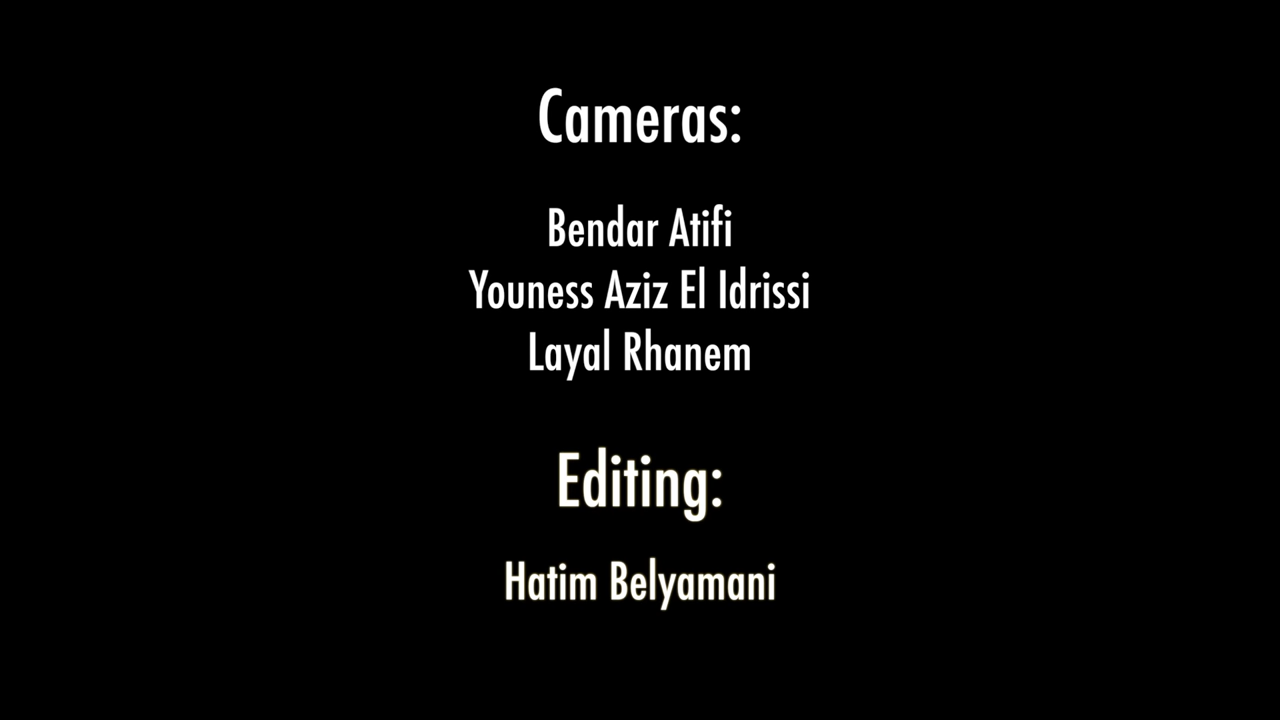 Cameras:
Bendar Atifi
Youness Aziz El Idrissi
Layal Rhanem
Editing:
Hatim Belyamani